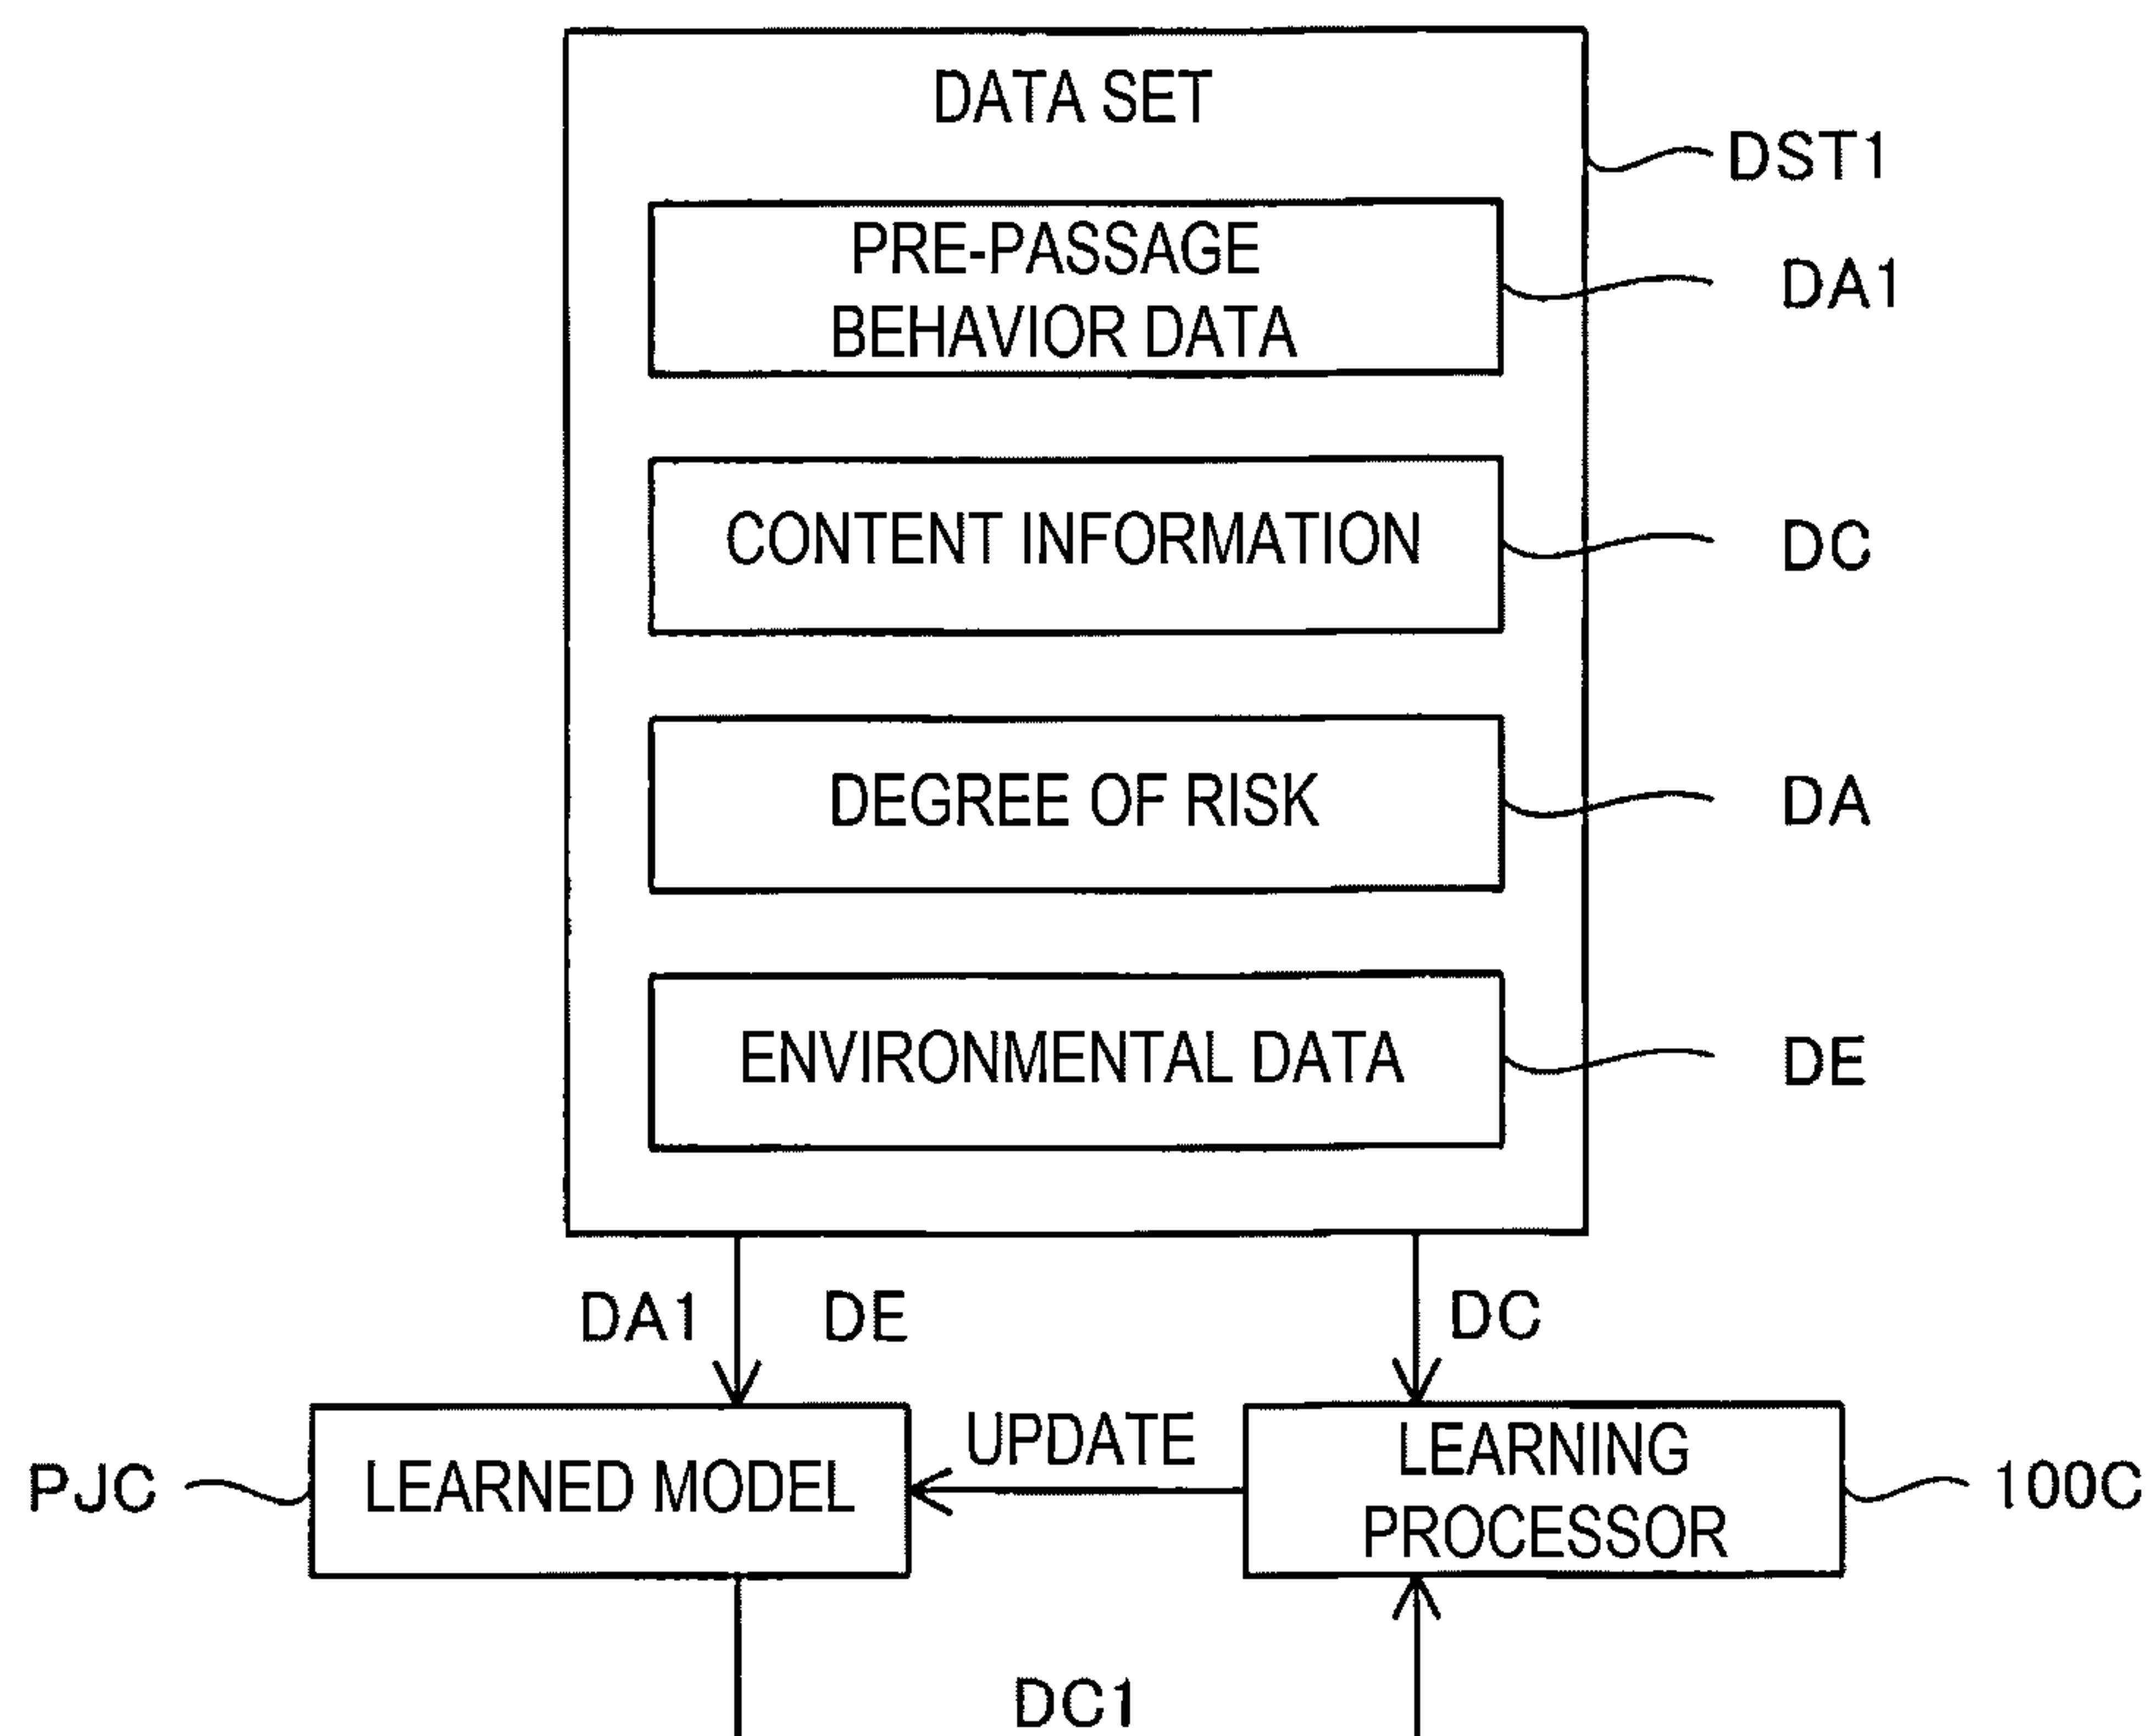 DATA SET
DST1
PRE-PASSAGE
BEHAVIOR DATA
DA1
CONTENT INFORMATION
DC
DEGREE OF RISK
DA
ENVIRONMENTAL DATA
DE
DA1
DE
DC
PJC
LEARNED MODEL
UPDATE
LEARNING
PROCESSOR
100C
DC1